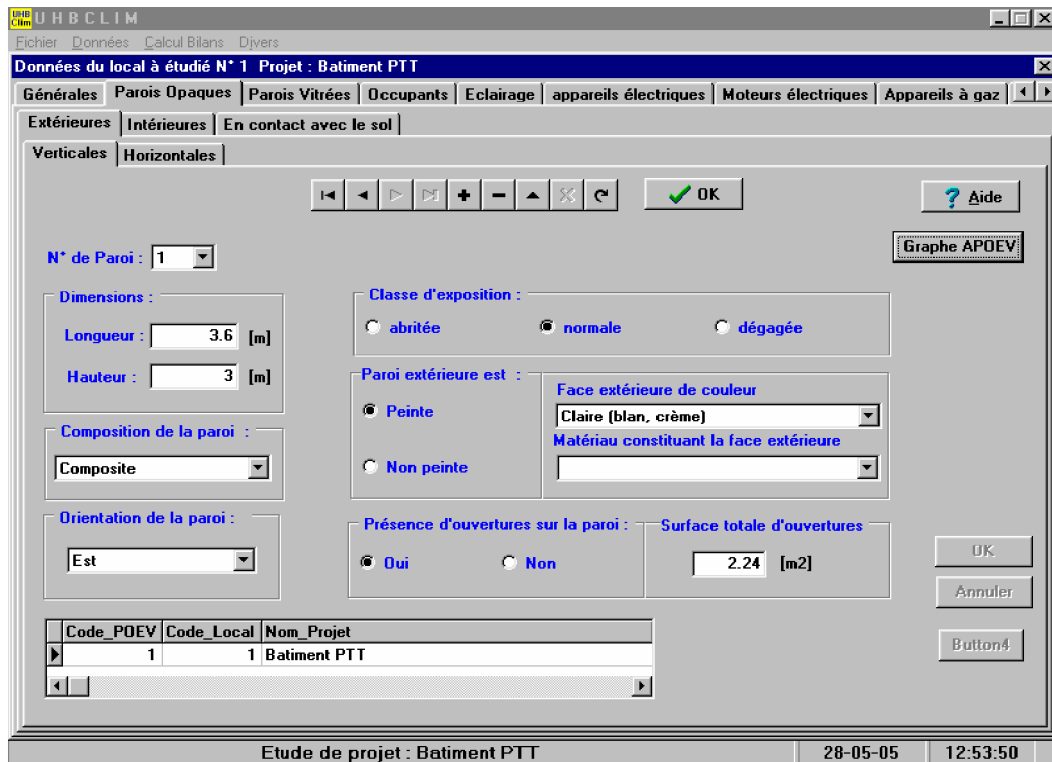 UHB Clim UHBCLIM
Fichier Données Calcul Bilans Divers
Données du local à étudié N° 1 Projet : Batiment PTT
Générales Parois Opaques Parois Vitrées Occupants Eclairage appareils électriques Moteurs électriques Appareils à gaz
Extérieures Intérieures En contact avec le sol
Verticales Horizontales
OK
? Aide
Graphe APOEV
N° de Paroi : 1
Dimensions :
Longueur : 3.6 [m]
Hauteur : 3 [m]
Classe d'exposition :
abritée normale dégagée
Paroi extérieure est :
Peinte
Non peinte
Face extérieure de couleur
Claire (blan, crème)
Matériau constituant la face extérieure
Composition de la paroi :
Composite
Orientation de la paroi :
Est
Présence d'ouvertures sur la paroi :
Oui Non
Surface totale d'ouvertures
2.24 [m2]
OK
Annuler
Button4
Code_POEV Code_Local Nom_Projet
1 1 Batiment PTT
Etude de projet : Batiment PTT 28-05-05 12:53:50